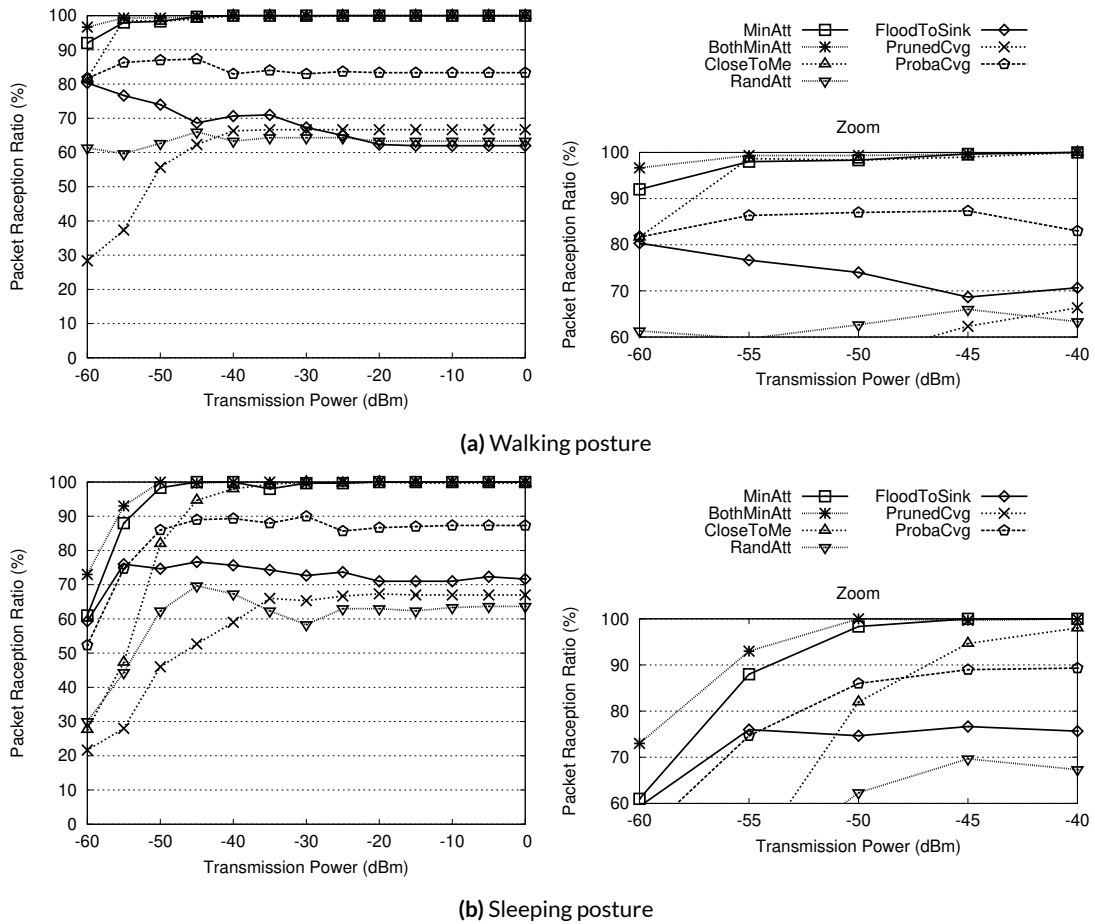 100
90
80
70
60
50
40
30
20
10
0
-60 -50 -40 -30 -20 -10 0
Packet Raception Ratio (%)
Transmission Power (dBm)
MinAtt
BothMinAtt
CloseToMe
RandAtt
FloodToSink
PrunedCvg
ProbaCvg
Zoom
100
90
80
70
60
-60 -55 -50 -45 -40
Packet Raception Ratio (%)
Transmission Power (dBm)
(a) Walking posture
100
90
80
70
60
50
40
30
20
10
0
-60 -50 -40 -30 -20 -10 0
Packet Raception Ratio (%)
Transmission Power (dBm)
MinAtt
BothMinAtt
CloseToMe
RandAtt
FloodToSink
PrunedCvg
ProbaCvg
Zoom
100
90
80
70
60
-60 -55 -50 -45 -40
Packet Raception Ratio (%)
Transmission Power (dBm)
(b) Sleeping posture